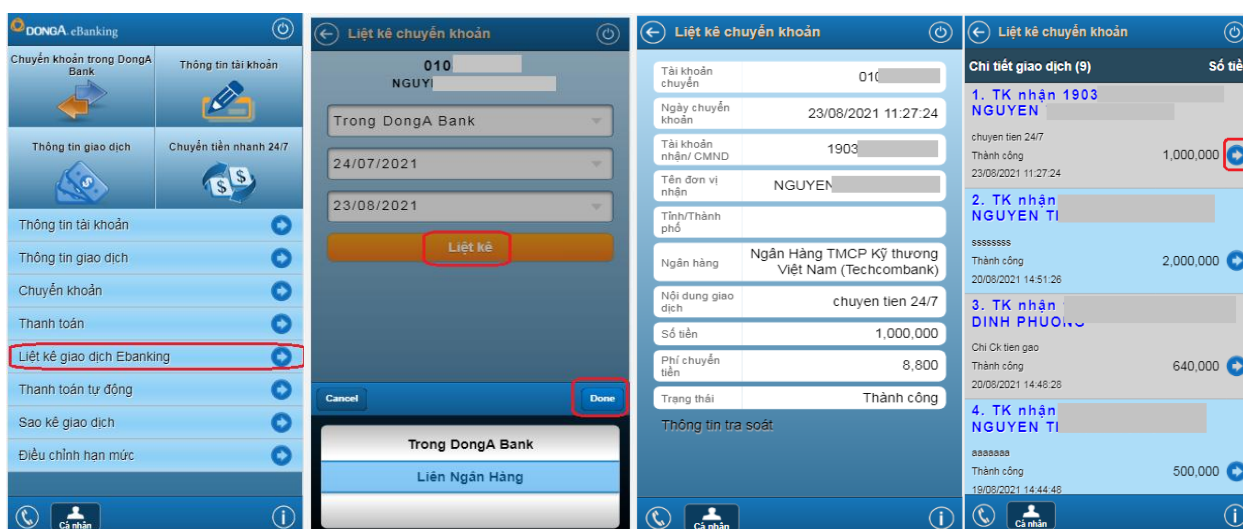 DONGA eBanking
Chuyển khoản trong DongA
Bank
Thông tin tài khoản
Thông tin giao dịch
Chuyển tiền nhanh 24/7
Thông tin tài khoản
Thông tin giao dịch
Chuyển khoản
Thanh toán
Liệt kê giao dịch Ebanking
Thanh toán tự động
Sao kê giao dịch
Điều chỉnh hạn mức
Cá nhân
Liệt kê chuyển khoản
010
NGUY
Trong DongA Bank
24/07/2021
23/08/2021
Liệt kê
Cancel
Done
Trong DongA Bank
Liên Ngân Hàng
Liệt kê chuyển khoản
Tài khoản
chuyển
010
Ngày chuyển
khoản
23/08/2021 11:27:24
Tài khoản
nhận/ CMND
1903
Tên đơn vị
nhận
NGUYEN
Tỉnh/Thành
phố
Ngân hàng
Ngân Hàng TMCP Kỹ thương
Việt Nam (Techcombank)
Nội dung giao
dịch
chuyen tien 24/7
Số tiền
1,000,000
Phí chuyển
tiền
8,800
Trạng thái
Thành công
Thông tin tra soát
Cá nhân
Liệt kê chuyển khoản
Chi tiết giao dịch (9)
Số tiề
1. TK nhận 1903
NGUYEN
chuyen tien 24/7
Thành công
1,000,000
23/08/2021 11:27:24
2. TK nhận
NGUYEN TI
ssssssss
Thành công
2,000,000
20/08/2021 14:51:26
3. TK nhận
DINH PHUONG
Chi Ck tien gao
Thành công
640,000
20/08/2021 14:46:26
4. TK nhận
NGUYEN TI
aaaaaaa
Thành công
500,000
19/08/2021 14:44:46
Cá nhân